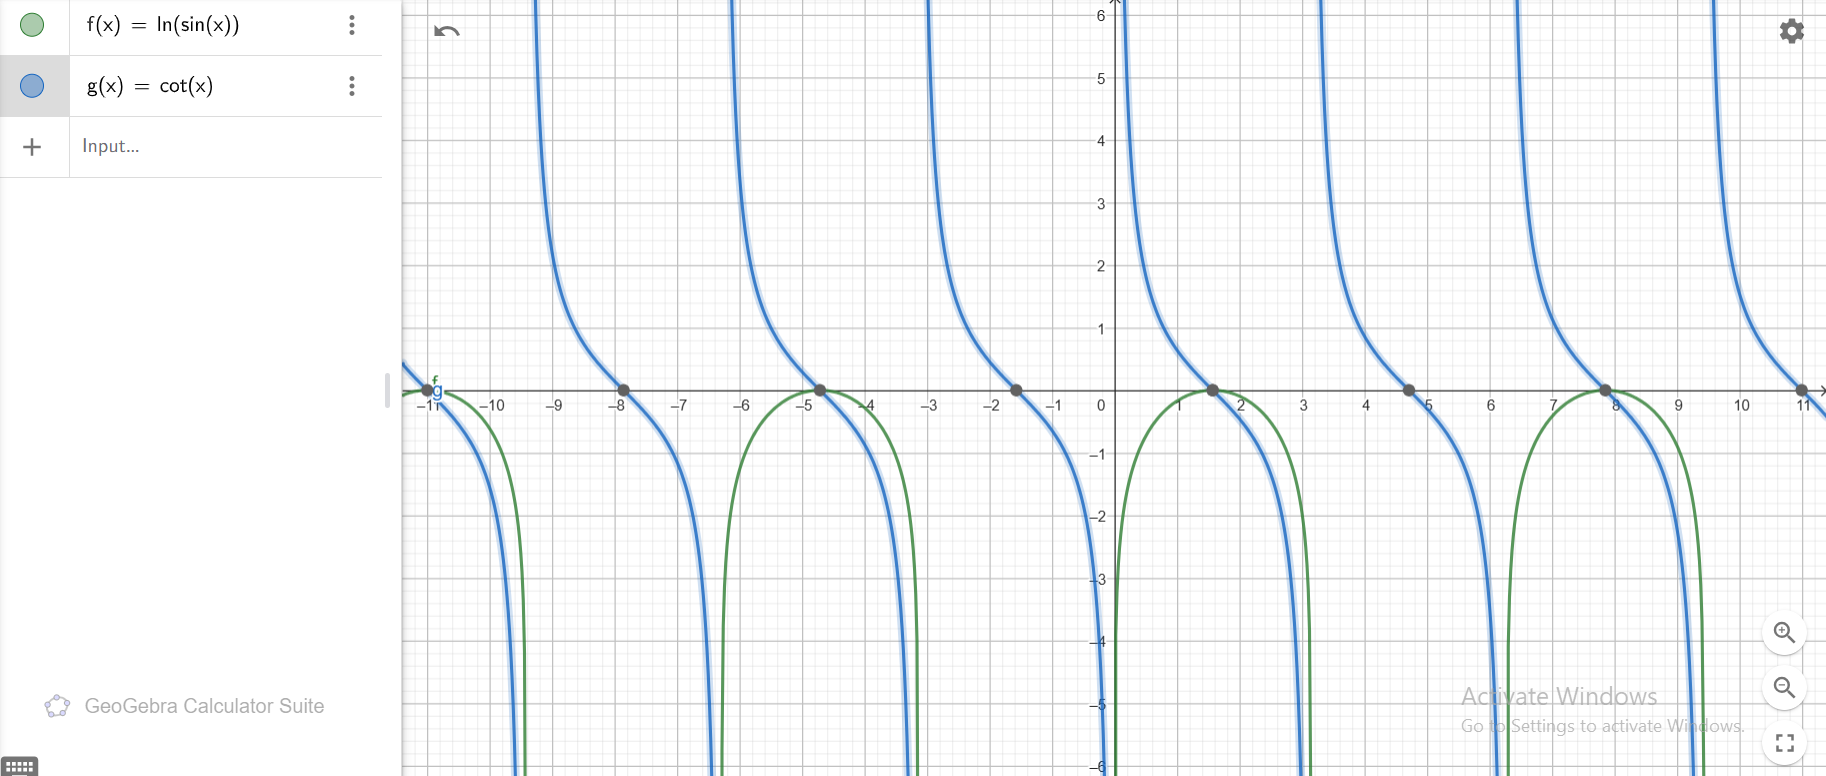 f(x) = ln(sin(x))
g(x) = cot(x)
+ Input...
GeoGebra Calculator Suite
6
5
4
3
2
1
f
g
–11 –10 –9 –8 –7 –6 –5 –4 –3 –2 –1 0 1 2 3 4 5 6 7 8 9 10 11
–1
–2
–3
–4
–5
–6
Activate Windows
Go to Settings to activate Windows.